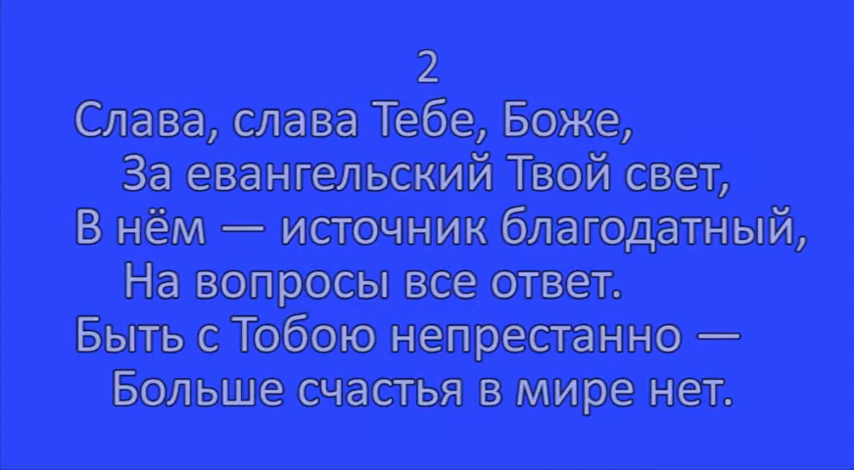 2
Слава, слава Тебе, Боже,
За евангельский Твой свет,
В нём — источник благодатный,
На вопросы все ответ.
Быть с Тобою непрестанно —
Больше счастья в мире нет.